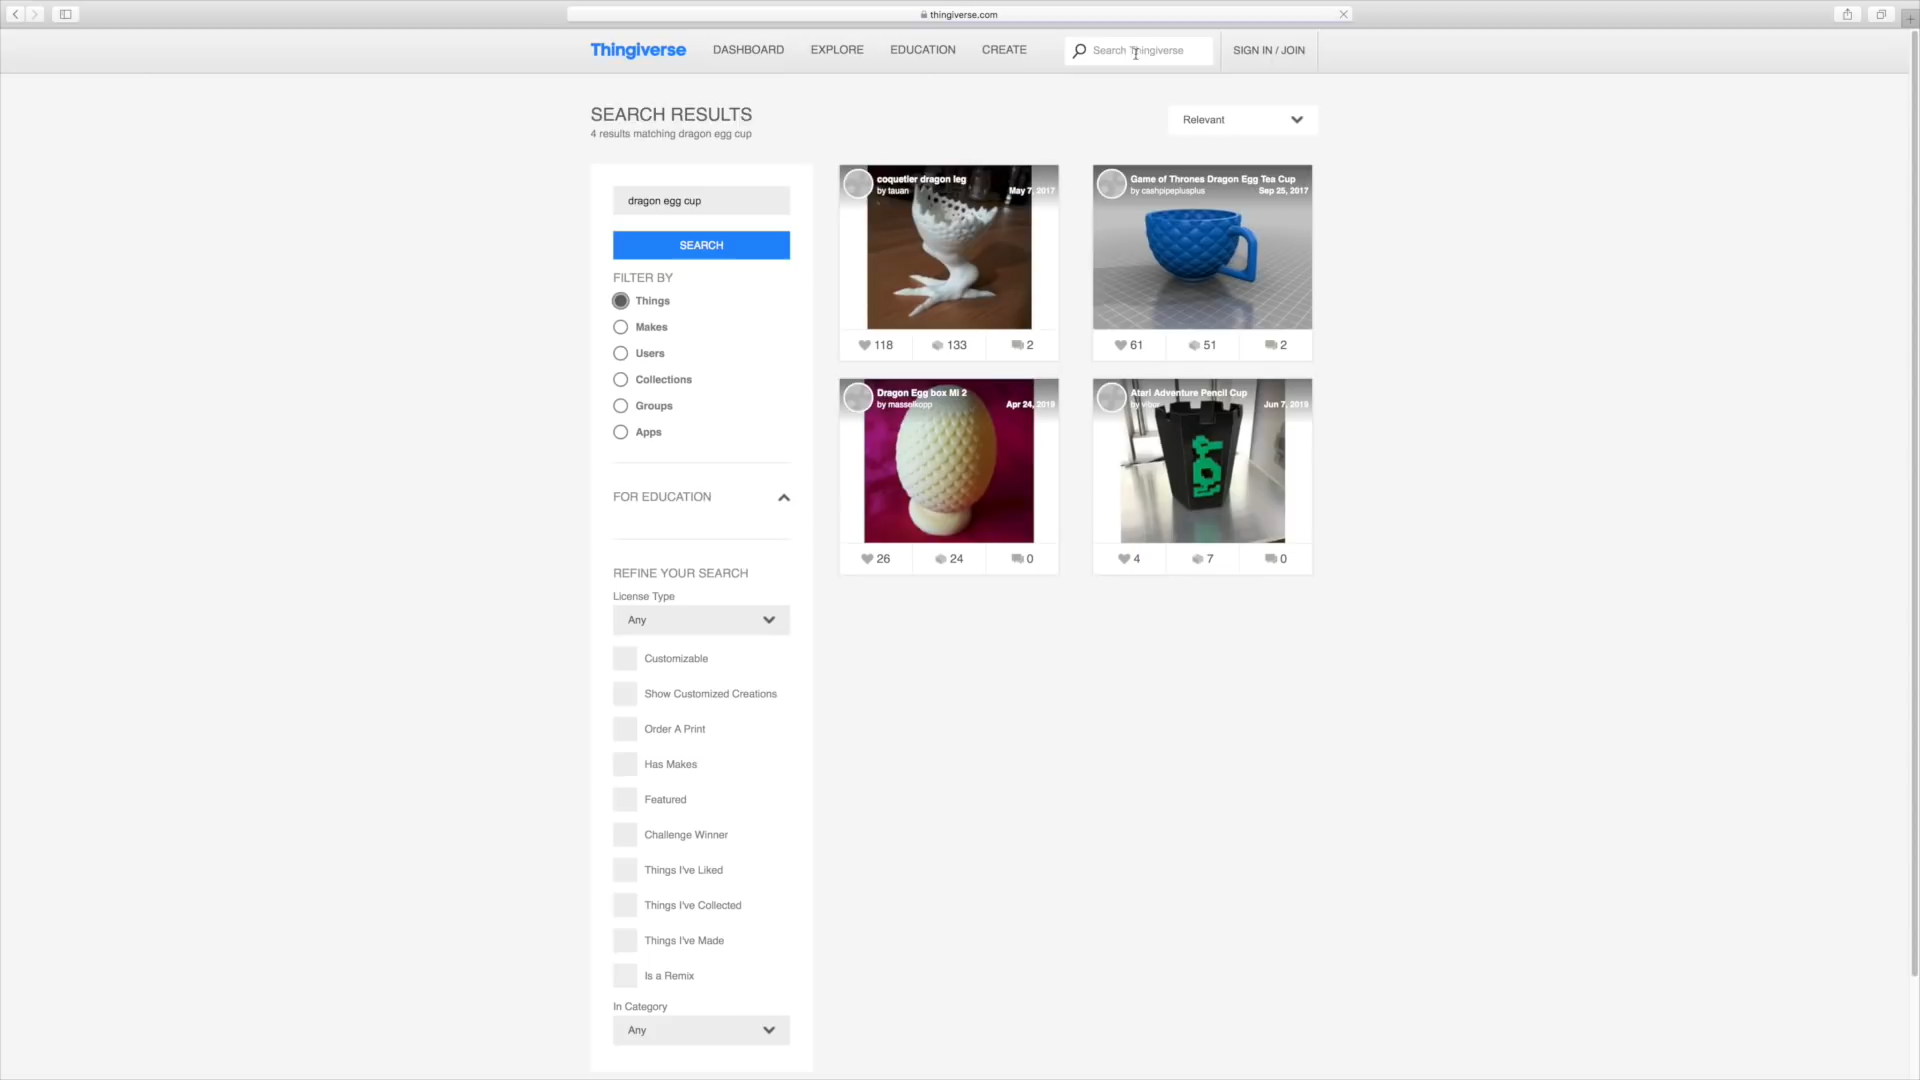 thingiverse.com
Thingiverse DASHBOARD EXPLORE EDUCATION CREATE Search Thingiverse SIGN IN / JOIN
SEARCH RESULTS
4 results matching dragon egg cup
Relevant
dragon egg cup
SEARCH
FILTER BY
Things
Makes
Users
Collections
Groups
Apps
FOR EDUCATION
REFINE YOUR SEARCH
License Type
Any
Customizable
Show Customized Creations
Order A Print
Has Makes
Featured
Challenge Winner
Things I've Liked
Things I've Collected
Things I've Made
Is a Remix
In Category
Any
coquetier dragon leg
by tauan May 7, 2017
118 133 2
Game of Thrones Dragon Egg Tea Cup
by cashpipeplusplus Sep 25, 2017
61 51 2
Dragon Egg box Mi 2
by masselkopp Apr 24, 2019
26 24 0
Atari Adventure Pencil Cup
by vibur Jun 7, 2019
4 7 0